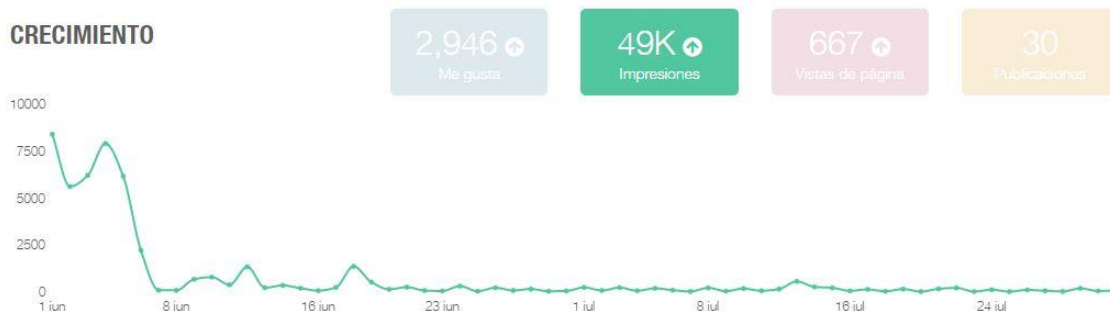 CRECIMIENTO
2,946
Me gusta
49K
Impresiones
667
Vistas de página
30
Publicaciones
10000
7500
5000
2500
0
1 jun
8 jun
16 jun
23 jun
1 jul
8 jul
16 jul
24 jul